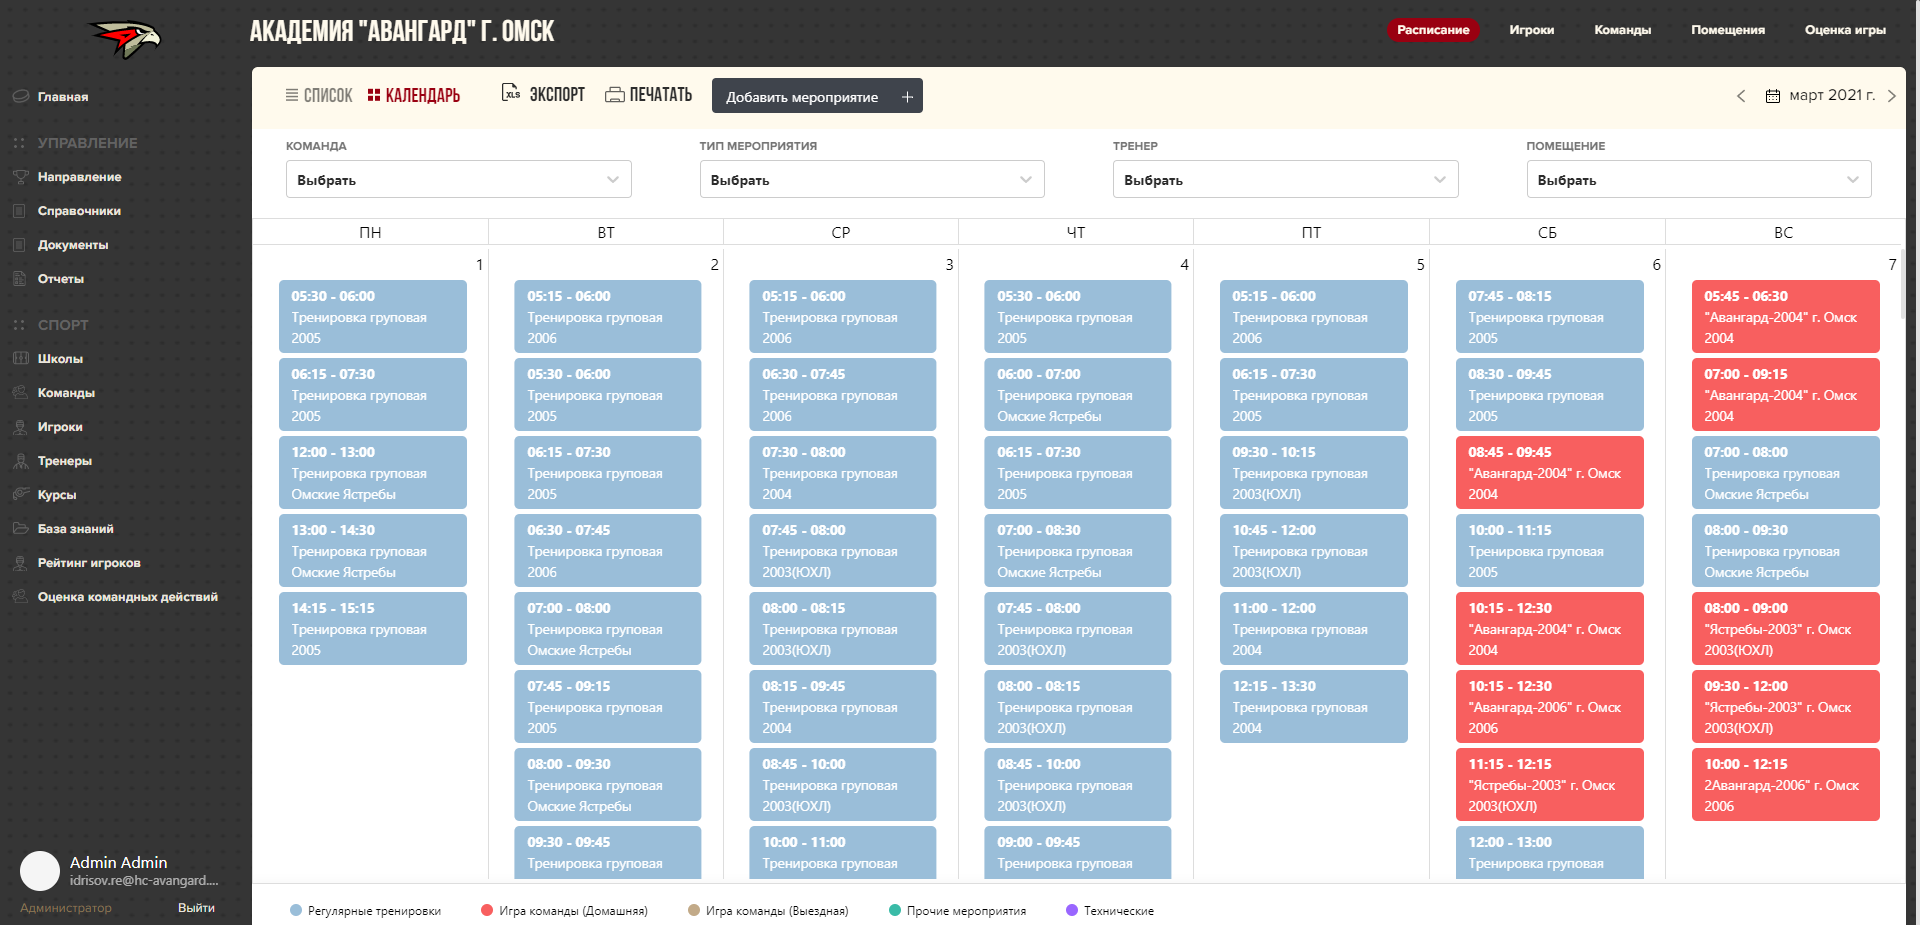 АКАДЕМИЯ "АВАНГАРД" Г. ОМСК
Расписание
Игроки
Команды
Помещения
Оценка игры
Главная
УПРАВЛЕНИЕ
Направление
Справочники
Документы
Отчеты
СПОРТ
Школы
Команды
Игроки
Тренеры
Курсы
База знаний
Рейтинг игроков
Оценка командных действий
Admin Admin
idrisov.re@hc-avangard....
Администратор
Выйти
СПИСОК
КАЛЕНДАРЬ
XLS
ЭКСПОРТ
ПЕЧАТАТЬ
Добавить мероприятие +
март 2021 г.
КОМАНДА
Выбрать
ТИП МЕРОПРИЯТИЯ
Выбрать
ТРЕНЕР
Выбрать
ПОМЕЩЕНИЕ
Выбрать
ПН
1
05:30 - 06:00
Тренировка груповая
2005
06:15 - 07:30
Тренировка груповая
2005
12:00 - 13:00
Тренировка груповая
Омские Ястребы
13:00 - 14:30
Тренировка груповая
Омские Ястребы
14:15 - 15:15
Тренировка груповая
2005
ВТ
2
05:15 - 06:00
Тренировка груповая
2006
05:30 - 06:00
Тренировка груповая
2005
06:15 - 07:30
Тренировка груповая
2005
06:30 - 07:45
Тренировка груповая
2006
07:00 - 08:00
Тренировка груповая
Омские Ястребы
07:45 - 09:15
Тренировка груповая
2005
08:00 - 09:30
Тренировка груповая
Омские Ястребы
09:30 - 09:45
Тренировка груповая
СР
3
05:15 - 06:00
Тренировка груповая
2006
06:30 - 07:45
Тренировка груповая
2006
07:30 - 08:00
Тренировка груповая
2004
07:45 - 08:00
Тренировка груповая
2003(ЮХЛ)
08:00 - 08:15
Тренировка груповая
2003(ЮХЛ)
08:15 - 09:45
Тренировка груповая
2004
08:45 - 10:00
Тренировка груповая
2003(ЮХЛ)
10:00 - 11:00
Тренировка груповая
ЧТ
4
05:30 - 06:00
Тренировка груповая
2005
06:00 - 07:00
Тренировка груповая
Омские Ястребы
06:15 - 07:30
Тренировка груповая
2005
07:00 - 08:30
Тренировка груповая
Омские Ястребы
07:45 - 08:00
Тренировка груповая
2003(ЮХЛ)
08:00 - 08:15
Тренировка груповая
2003(ЮХЛ)
08:45 - 10:00
Тренировка груповая
2003(ЮХЛ)
09:00 - 09:45
Тренировка груповая
ПТ
5
05:15 - 06:00
Тренировка груповая
2006
06:15 - 07:30
Тренировка груповая
2005
09:30 - 10:15
Тренировка груповая
2003(ЮХЛ)
10:45 - 12:00
Тренировка груповая
2003(ЮХЛ)
11:00 - 12:00
Тренировка груповая
2004
12:15 - 13:30
Тренировка груповая
2004
СБ
6
07:45 - 08:15
Тренировка груповая
2005
08:30 - 09:45
Тренировка груповая
2005
08:45 - 09:45
"Авангард-2004" г. Омск
2004
10:00 - 11:15
Тренировка груповая
2005
10:15 - 12:30
"Авангард-2004" г. Омск
2004
10:15 - 12:30
"Авангард-2006" г. Омск
2006
11:15 - 12:15
"Ястребы-2003" г. Омск
2003(ЮХЛ)
12:00 - 13:00
Тренировка груповая
ВС
7
05:45 - 06:30
"Авангард-2004" г. Омск
2004
07:00 - 09:15
"Авангард-2004" г. Омск
2004
07:00 - 08:00
Тренировка груповая
Омские Ястребы
08:00 - 09:30
Тренировка груповая
Омские Ястребы
08:00 - 09:00
"Ястребы-2003" г. Омск
2003(ЮХЛ)
09:30 - 12:00
"Ястребы-2003" г. Омск
2003(ЮХЛ)
10:00 - 12:15
2Авангард-2006" г. Омск
2006
Регулярные тренировки
Игра команды (Домашняя)
Игра команды (Выездная)
Прочие мероприятия
Технические